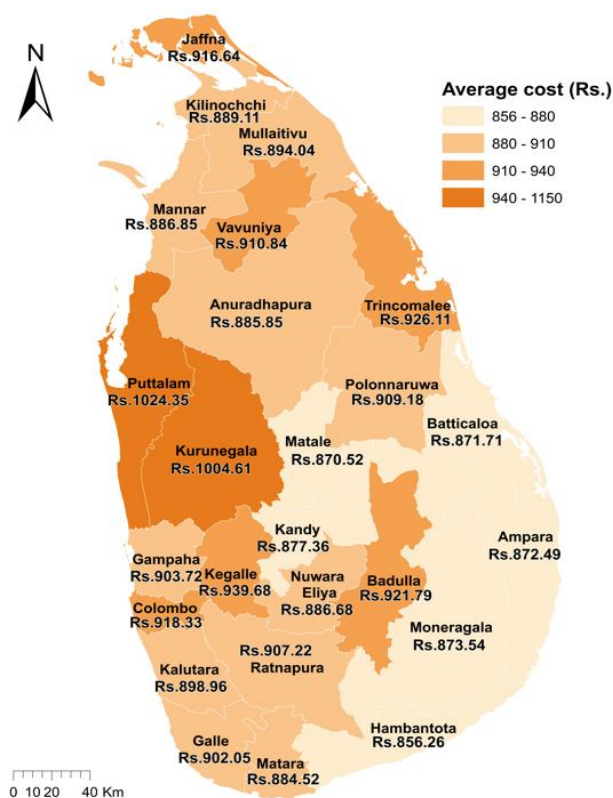 N
Jaffna
Rs.916.64
Kilinochchi
Rs.889.11
Mullaitivu
Rs.894.04
Average cost (Rs.)
856 - 880
880 - 910
910 - 940
940 - 1150
Mannar
Rs.886.85
Vavuniya
Rs.910.84
Anuradhapura
Rs.885.85
Trincomalee
Rs.926.11
Puttalam
Rs.1024.35
Polonnaruwa
Rs.909.18
Batticaloa
Rs.871.71
Kurunegala
Rs.1004.61
Matale
Rs.870.52
Kandy
Rs.877.36
Ampara
Rs.872.49
Gampaha
Rs.903.72
Kegalle
Rs.939.68
Nuwara
Eliya
Rs.886.68
Badulla
Rs.921.79
Colombo
Rs.918.33
Moneragala
Rs.873.54
Rs.907.22
Ratnapura
Kalutara
Rs.898.96
Hambantota
Rs.856.26
Galle
Rs.902.05
Matara
Rs.884.52
0 10 20 40 Km